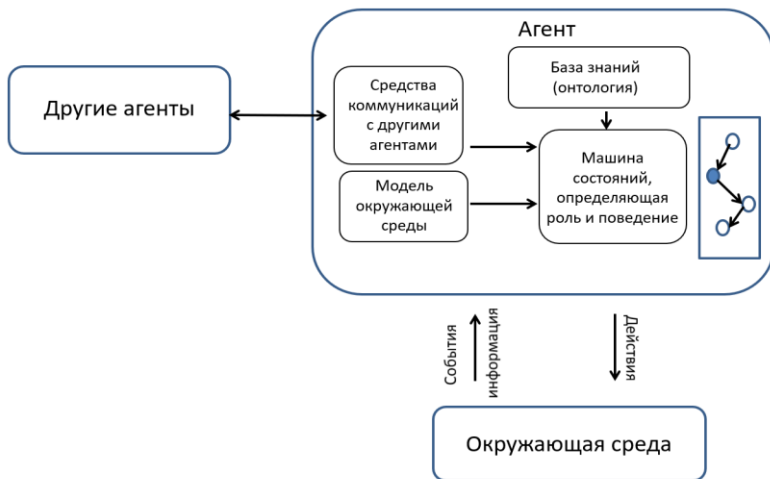 Агент
Другие агенты
Средства
коммуникаций
с другими
агентами
База знаний
(онтология)
Модель
окружающей
среды
Машина
состояний,
определяющая
роль и поведение
События
информация
Действия
Окружающая среда